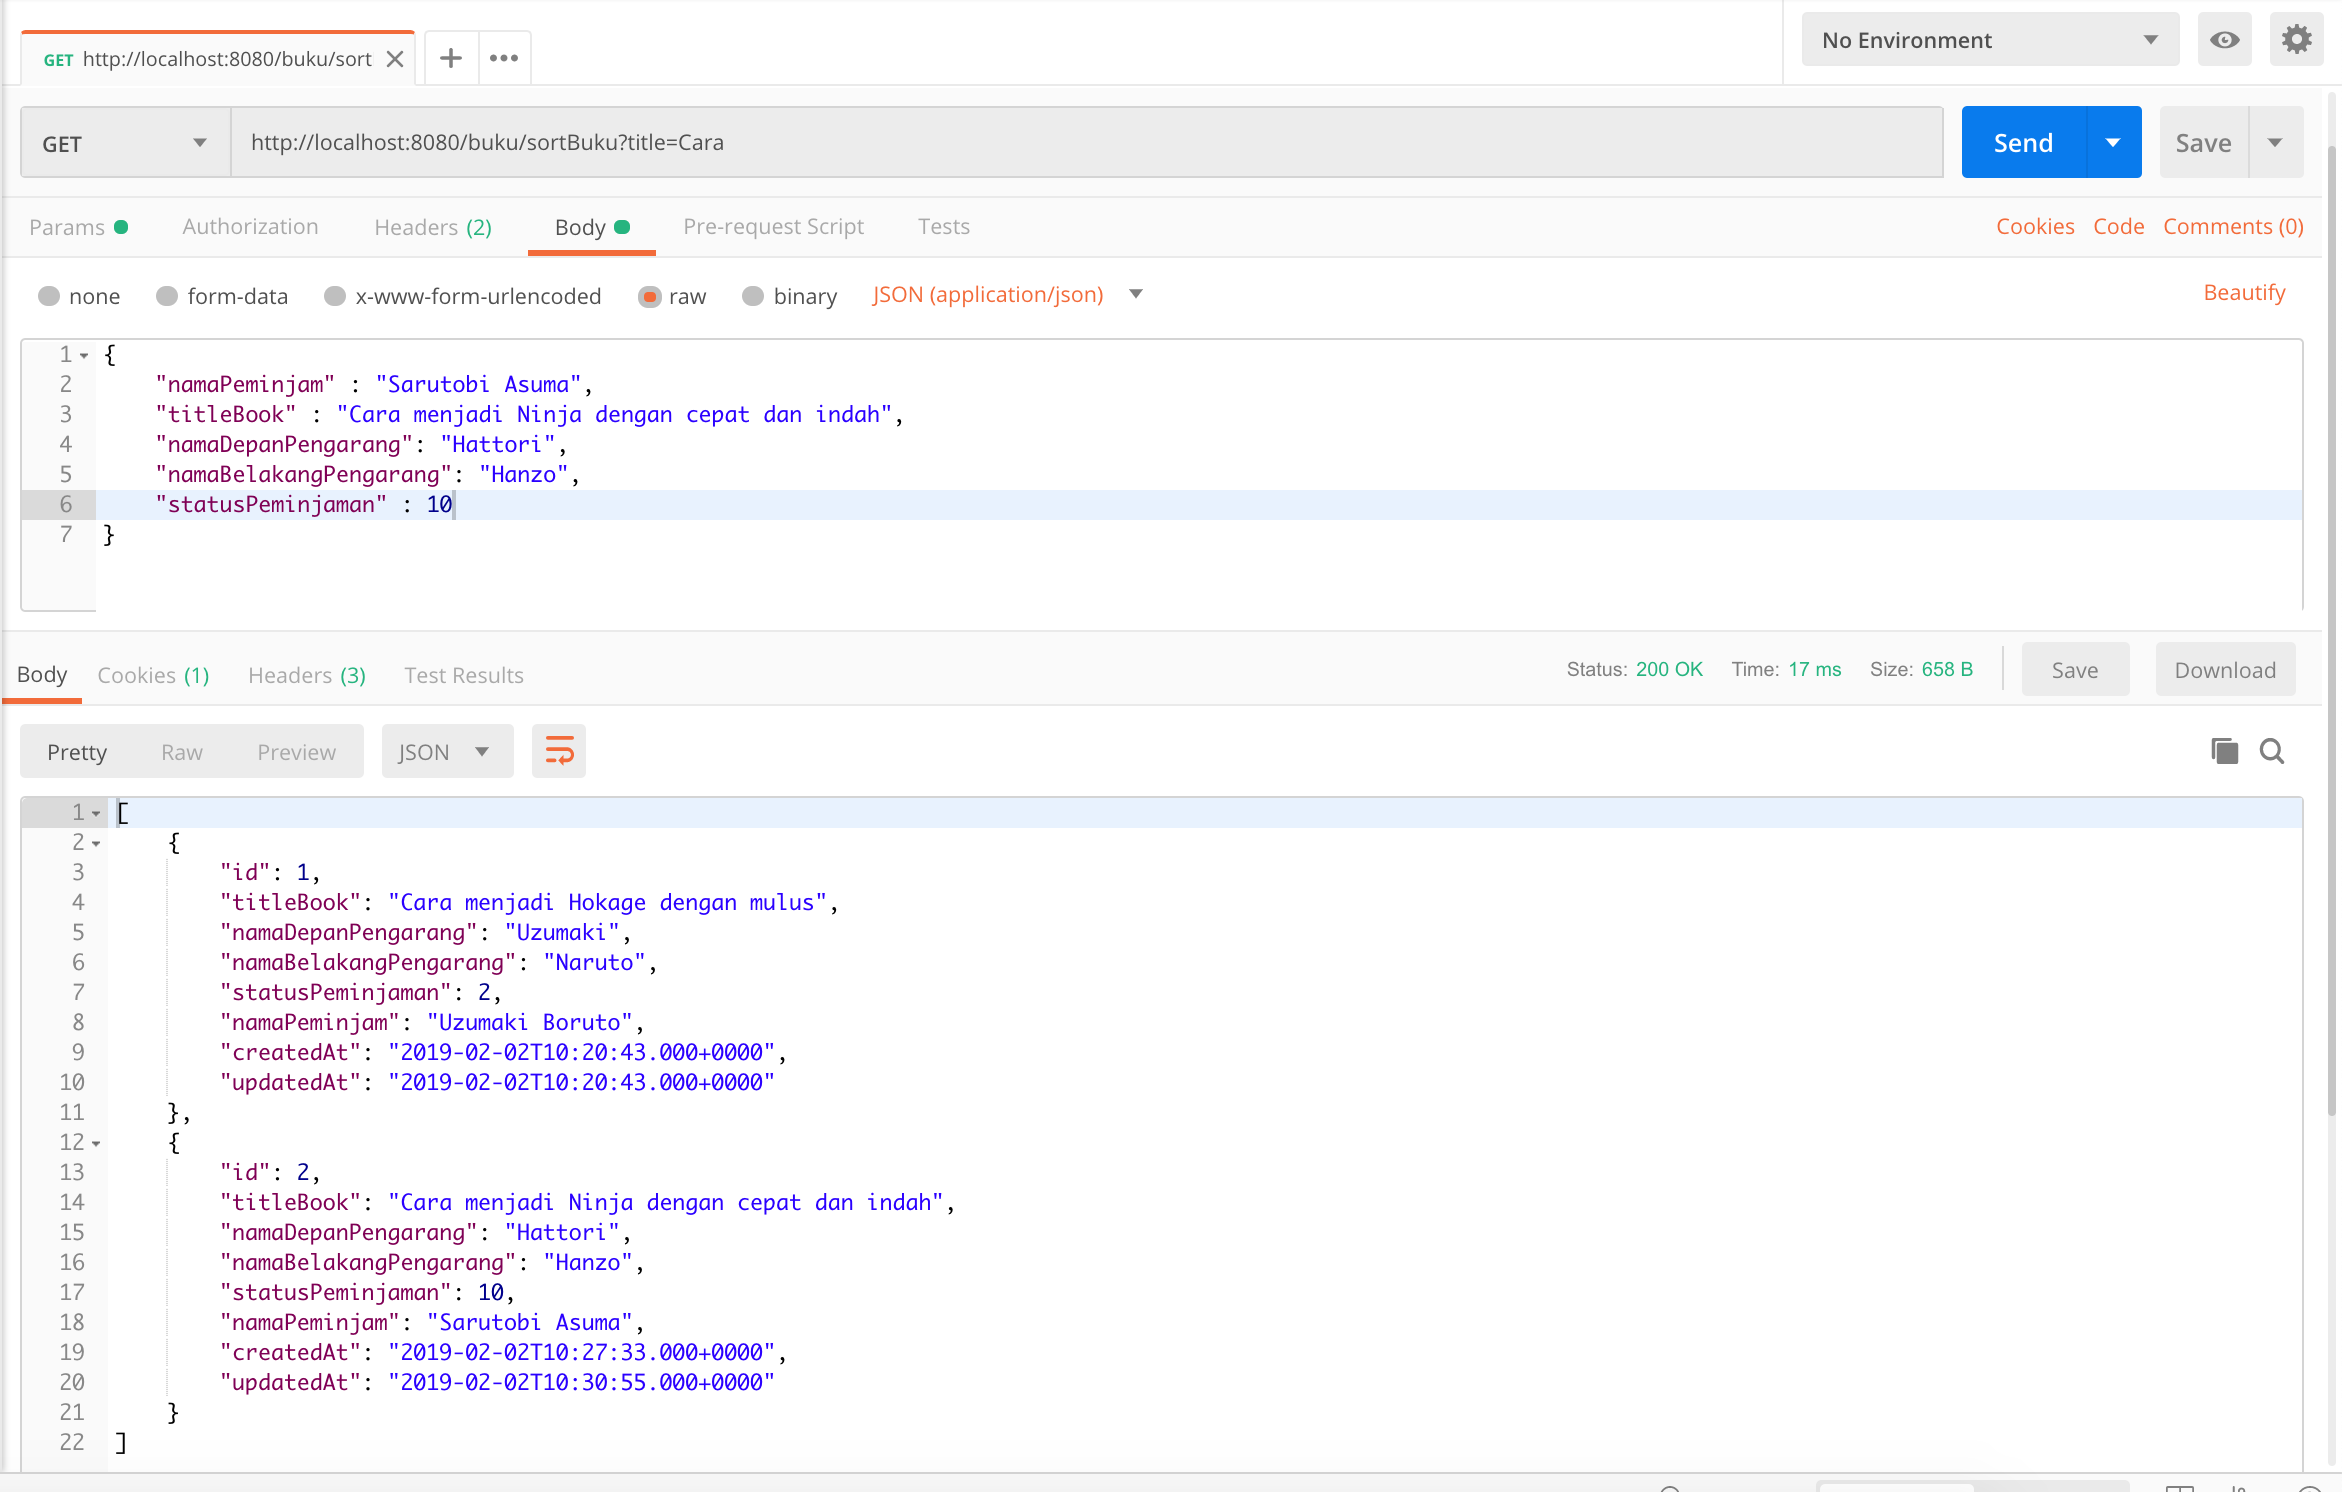 GET http://localhost:8080/buku/sort
No Environment
GET http://localhost:8080/buku/sortBuku?title=Cara Send Save
Params Authorization Headers (2) Body Pre-request Script Tests Cookies Code Comments (0)
none form-data x-www-form-urlencoded raw binary JSON (application/json) Beautify
1 {
2 "namaPeminjam" : "Sarutobi Asuma",
3 "titleBook" : "Cara menjadi Ninja dengan cepat dan indah",
4 "namaDepanPengarang": "Hattori",
5 "namaBelakangPengarang": "Hanzo",
6 "statusPeminjaman" : 10
7 }
Body Cookies (1) Headers (3) Test Results Status: 200 OK Time: 17 ms Size: 658 B Save Download
Pretty Raw Preview JSON
1 [
2 {
3 "id": 1,
4 "titleBook": "Cara menjadi Hokage dengan mulus",
5 "namaDepanPengarang": "Uzumaki",
6 "namaBelakangPengarang": "Naruto",
7 "statusPeminjaman": 2,
8 "namaPeminjam": "Uzumaki Boruto",
9 "createdAt": "2019-02-02T10:20:43.000+0000",
10 "updatedAt": "2019-02-02T10:20:43.000+0000"
11 },
12 {
13 "id": 2,
14 "titleBook": "Cara menjadi Ninja dengan cepat dan indah",
15 "namaDepanPengarang": "Hattori",
16 "namaBelakangPengarang": "Hanzo",
17 "statusPeminjaman": 10,
18 "namaPeminjam": "Sarutobi Asuma",
19 "createdAt": "2019-02-02T10:27:33.000+0000",
20 "updatedAt": "2019-02-02T10:30:55.000+0000"
21 }
22 ]